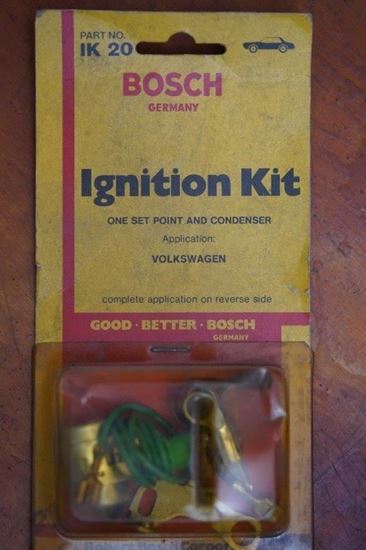 PART NO.
IK 20
BOSCH
GERMANY
Ignition Kit
ONE SET POINT AND CONDENSER
Application:
VOLKSWAGEN
complete application on reverse side
GOOD · BETTER · BOSCH
GERMANY